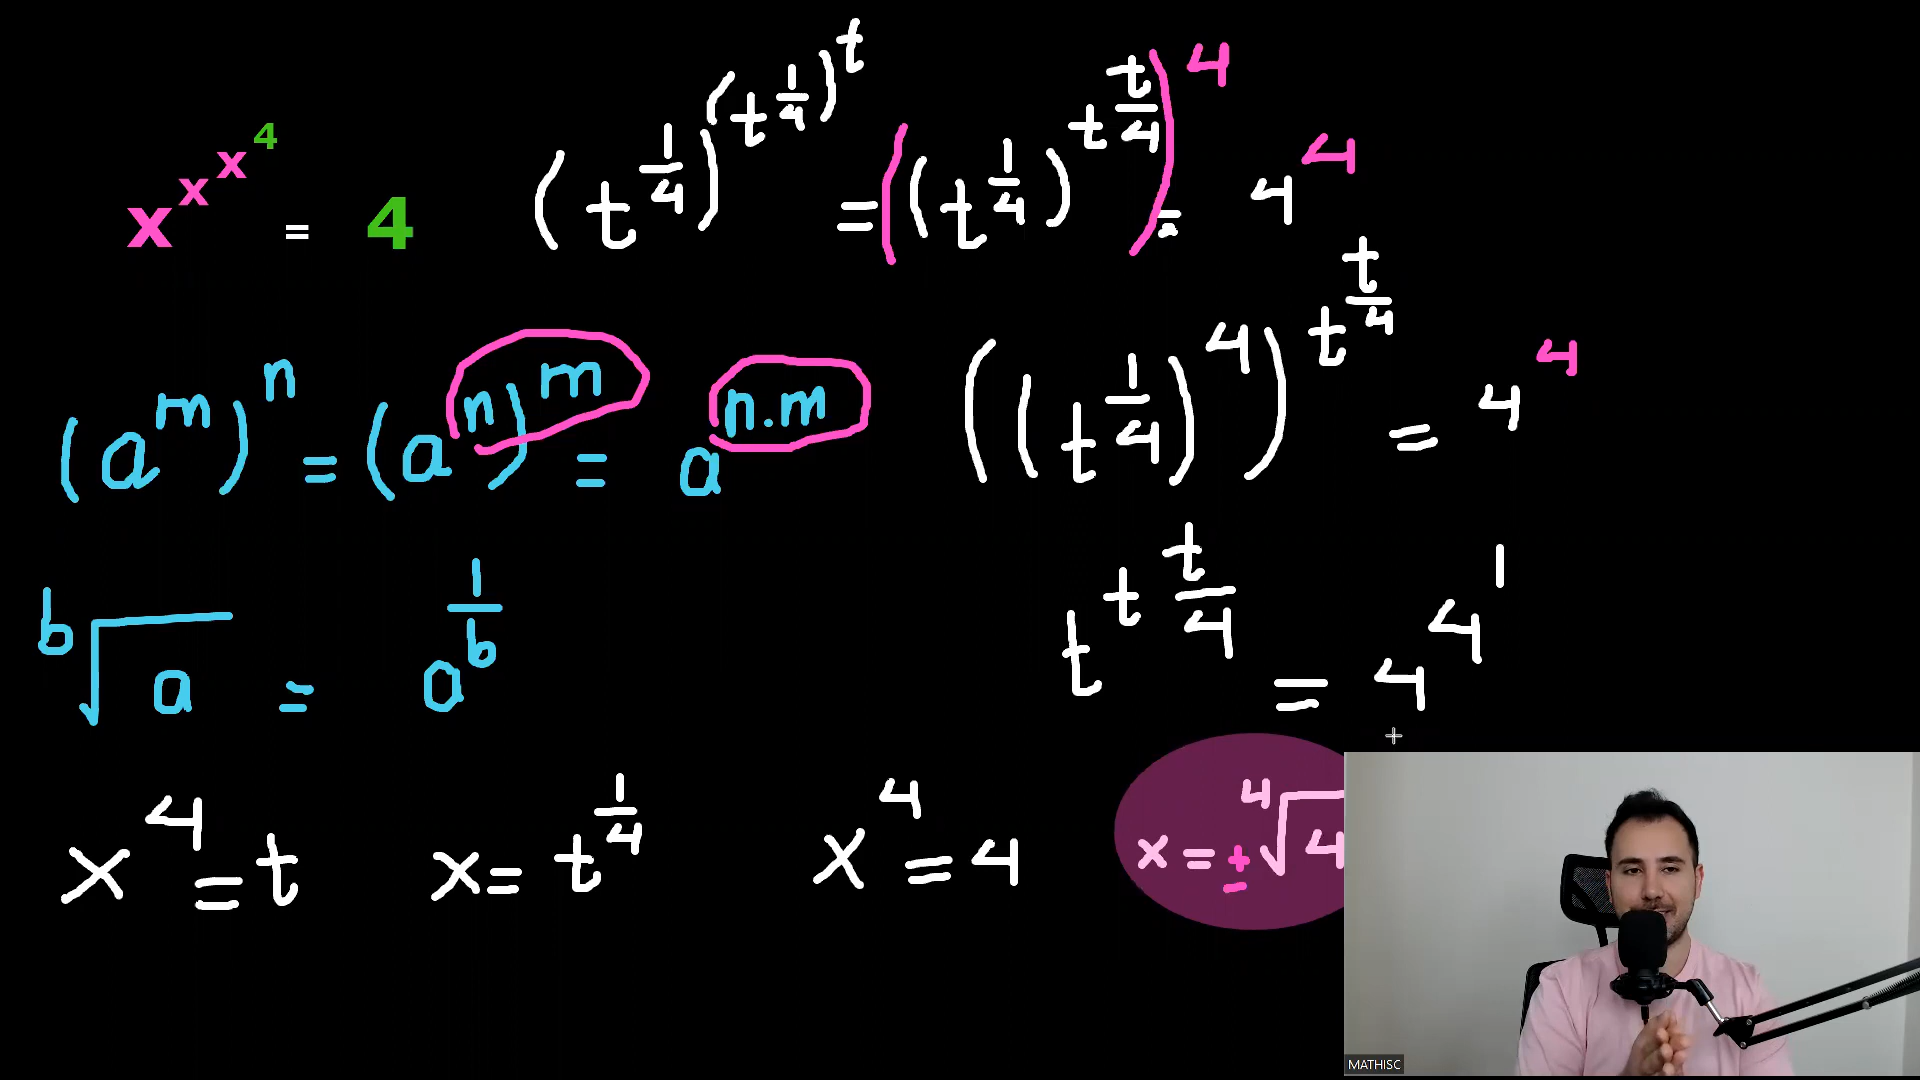 x^x^x^4 = 4
(t^(1/4))^(t^(1/4))^t = ((t^(1/4))^t^(t/4))^4 = 4^4
(a^m)^n = (a^n)^m = a^(n.m)
((t^(1/4))^4)^t^(t/4) = 4^4
b√a = a^(1/b)
t^t^(t/4) = 4^4^1
x^4 = t
x = t^(1/4)
x^4 = 4
x = ± 4√4
MATHISC